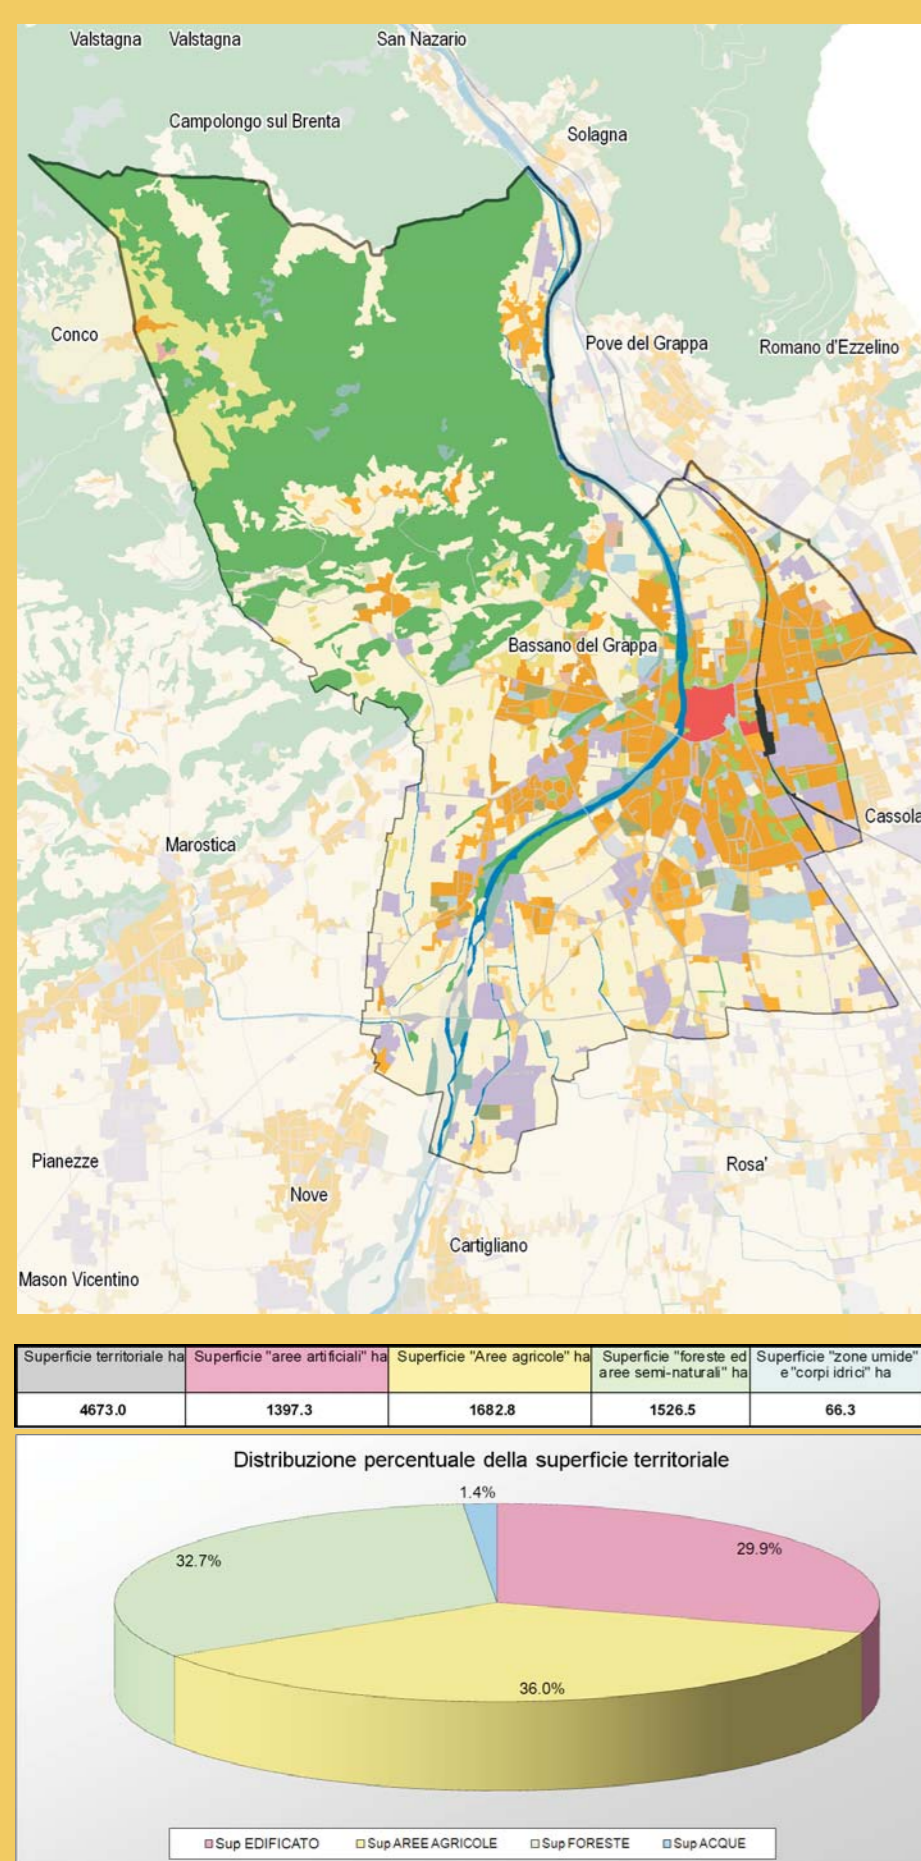 Valstagna Valstagna San Nazario
Campolongo sul Brenta
Solagna
Conco
Pove del Grappa
Romano d'Ezzelino
Bassano del Grappa
Cassola
Marostica
Pianezze
Rosa'
Nove
Cartigliano
Mason Vicentino
Superficie territoriale ha
Superficie "aree artificiali" ha
Superficie "Aree agricole" ha
Superficie "foreste ed
aree semi-naturali" ha
Superficie "zone umide"
e "corpi idrici" ha
4673.0 1397.3 1682.8 1526.5 66.3
Distribuzione percentuale della superficie territoriale
1.4%
29.9%
32.7%
36.0%
Sup EDIFICATO Sup AREE AGRICOLE Sup FORESTE Sup ACQUE